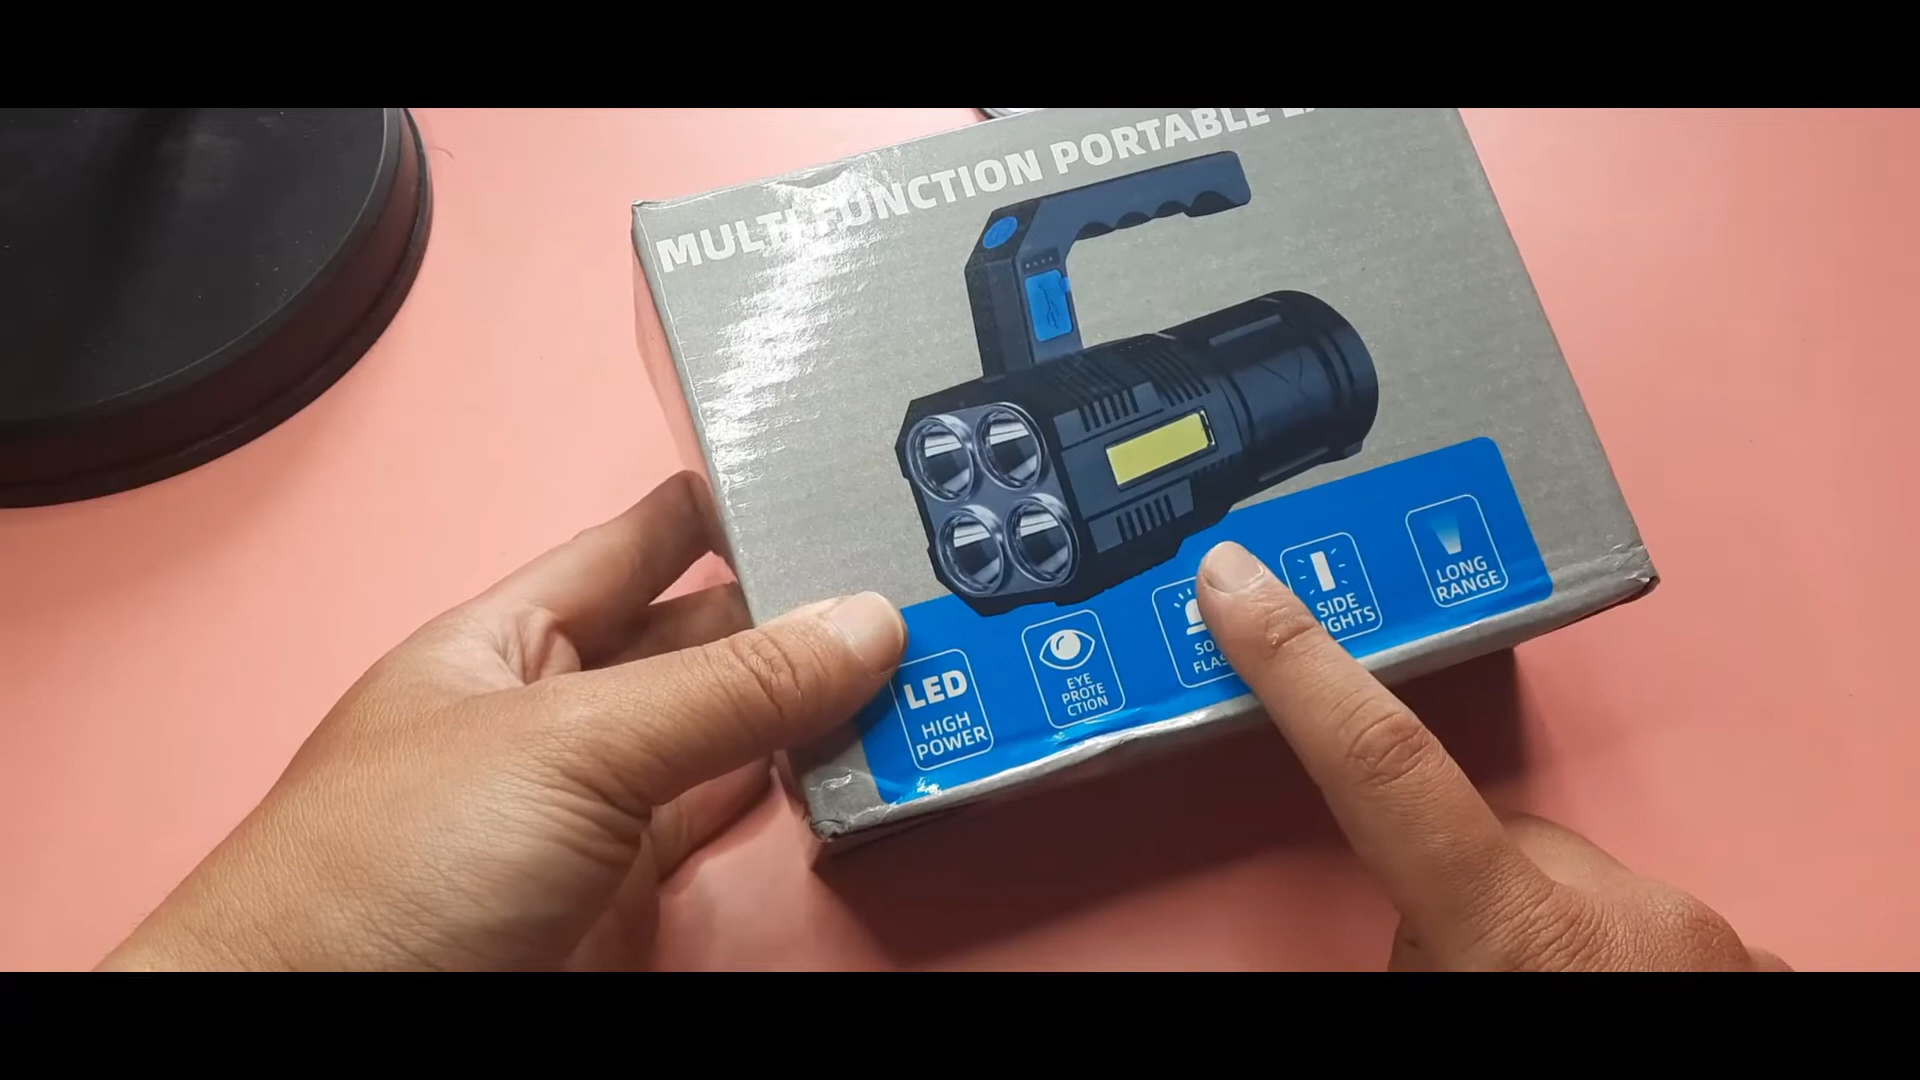 MULTI-FUNCTION PORTABLE
LED
HIGH
POWER
EYE
PROTE
CTION
SIDE
LONG
RANGE